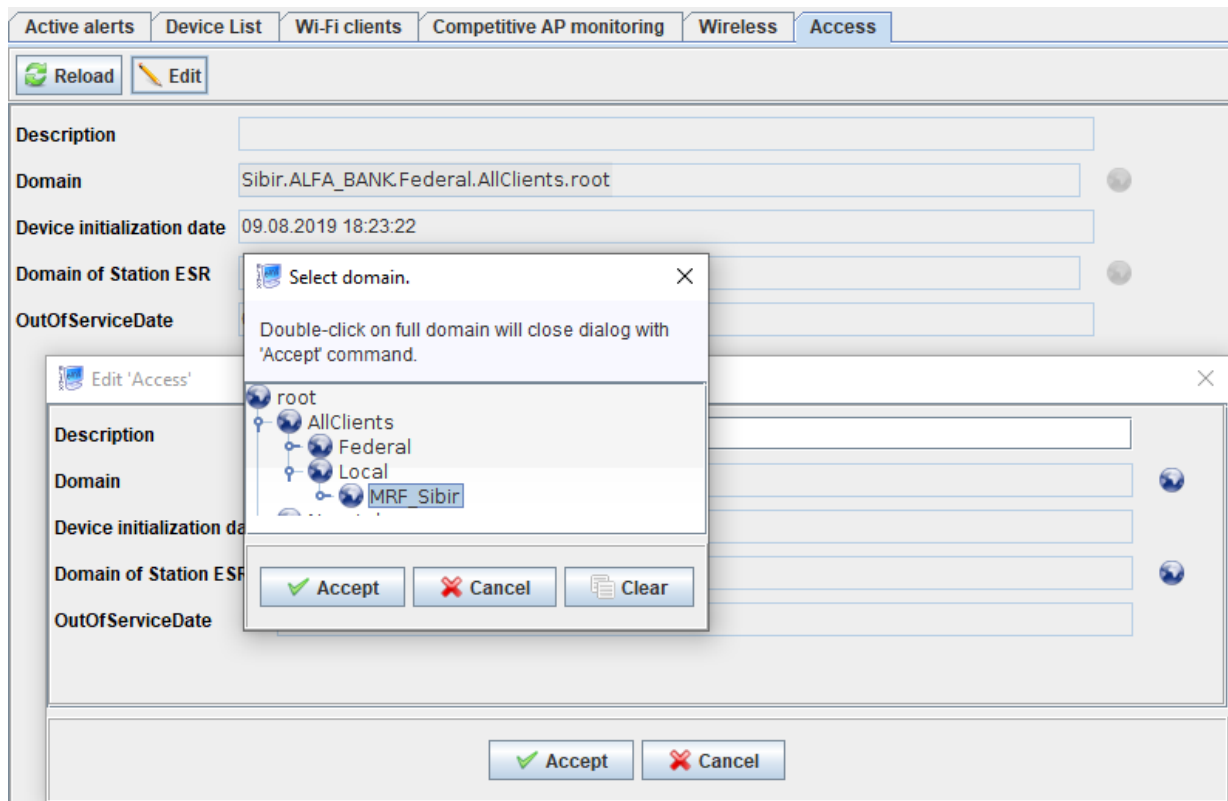 Active alerts Device List Wi-Fi clients Competitive AP monitoring Wireless Access
Reload Edit
Description
Domain Sibir.ALFA_BANK.Federal.AllClients.root
Device initialization date 09.08.2019 18:23:22
Domain of Station ESR
OutOfServiceDate
Select domain.
Double-click on full domain will close dialog with
'Accept' command.
root
AllClients
Federal
Local
MRF_Sibir
Accept Cancel Clear
Edit 'Access'
Description
Domain
Device initialization da
Domain of Station ESR
OutOfServiceDate
Accept Cancel